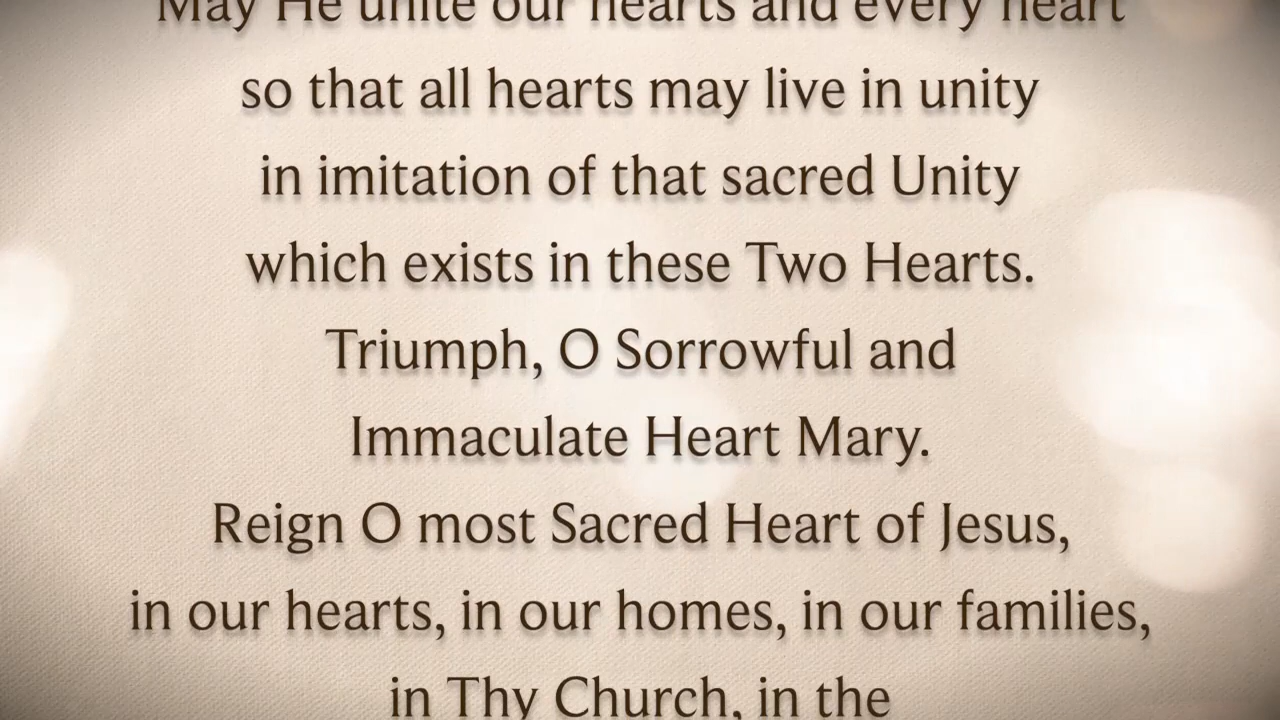 May He unite our hearts and every heart
so that all hearts may live in unity
in imitation of that sacred Unity
which exists in these Two Hearts.
Triumph, O Sorrowful and
Immaculate Heart Mary.
Reign O most Sacred Heart of Jesus,
in our hearts, in our homes, in our families,
in Thy Church, in the